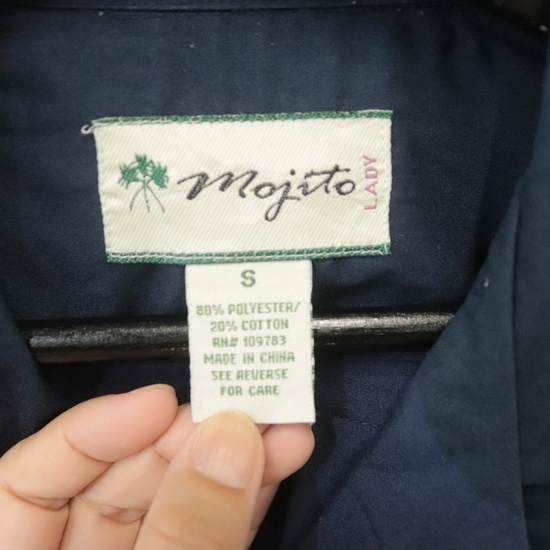 Mojito
LADY
S
80% POLYESTER/
20% COTTON
RN# 109783
MADE IN CHINA
SEE REVERSE
FOR CARE